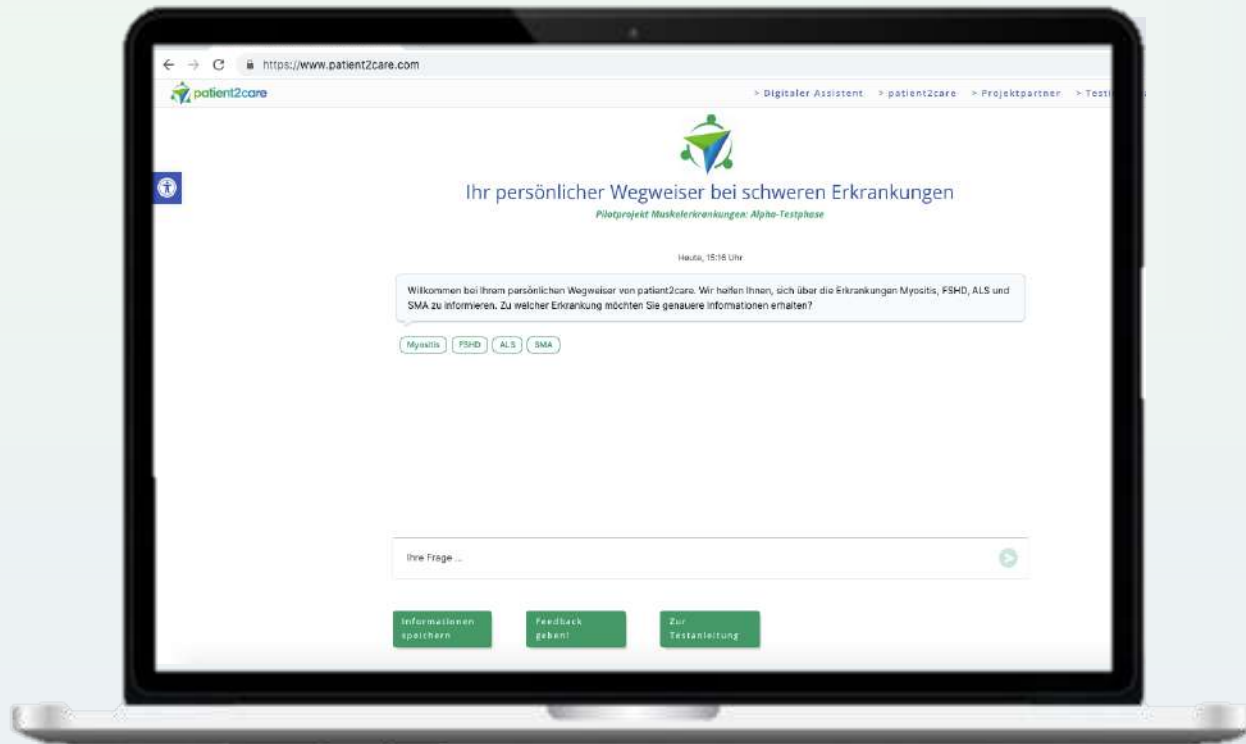 https://www.patient2care.com
patient2care
> Digitaler Assistent > patient2care > Projektpartner
Ihr persönlicher Wegweiser bei schweren Erkrankungen
Pilotprojekt Muskelerkrankungen: Alpha-Testphase
Heute, 15:16 Uhr
Willkommen bei Ihrem persönlichen Wegweiser von patient2care. Wir helfen Ihnen, sich über die Erkrankungen Myositis, FSHD, ALS und
SMA zu informieren. Zu welcher Erkrankung möchten Sie genauere Informationen erhalten?
Myositis FSHD ALS SMA
Ihre Frage ...
Informationen
speichern
Feedback
geben!
Zur
Testanleitung